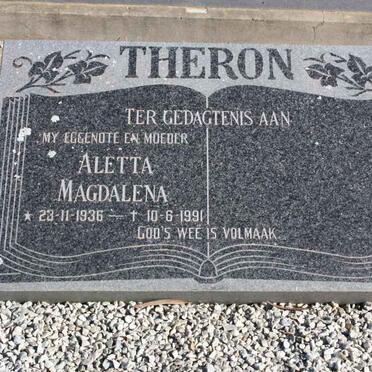 THERON
TER GEDAGTENIS AAN
MY EGGENOTE EN MOEDER
ALETTA
MAGDALENA
★ 23-11-1936 — † 10-6-1991
GOD'S WEË IS VOLMAAK